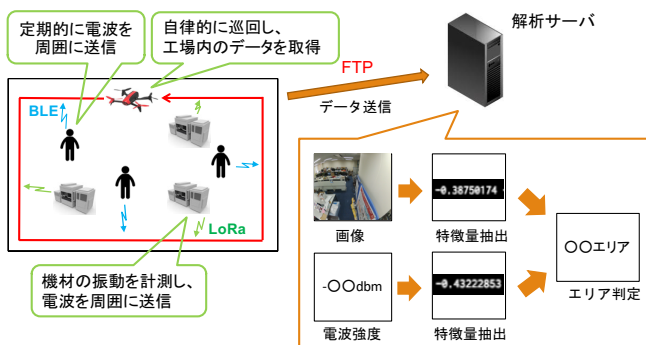 定期的に電波を
周囲に送信
自律的に巡回し、
工場内のデータを取得
解析サーバ
FTP
データ送信
BLE
LoRa
機材の振動を計測し、
電波を周囲に送信
-0.38750174
画像
特徴量抽出
〇〇エリア
エリア判定
-〇〇dbm
-0.43222853
電波強度
特徴量抽出